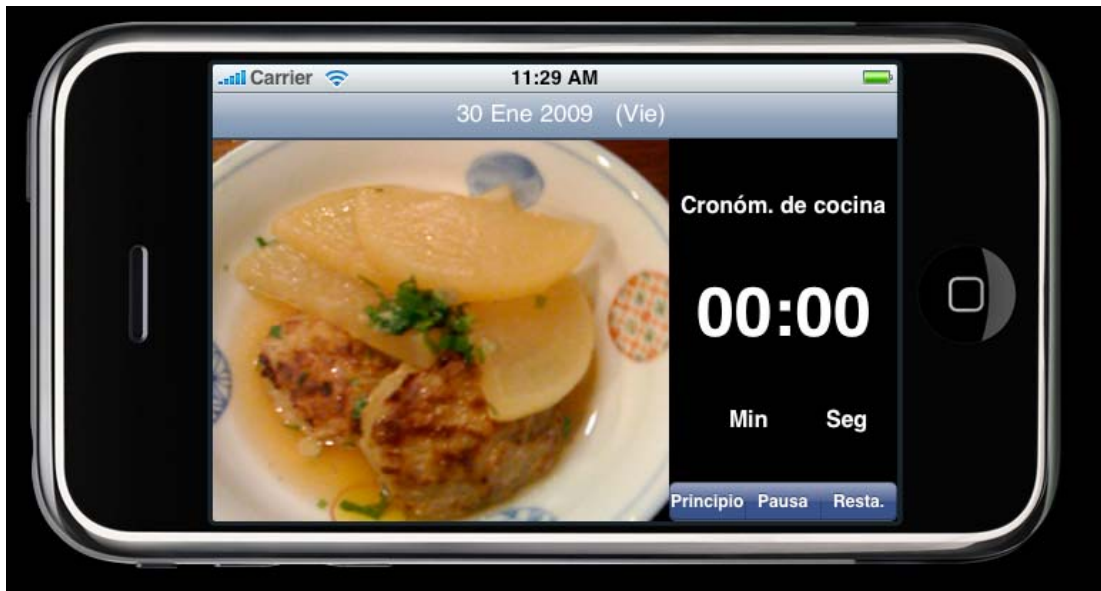 Carrier 11:29 AM
30 Ene 2009 (Vie)
Cronóm. de cocina
00:00
Min Seg
Principio Pausa Resta.